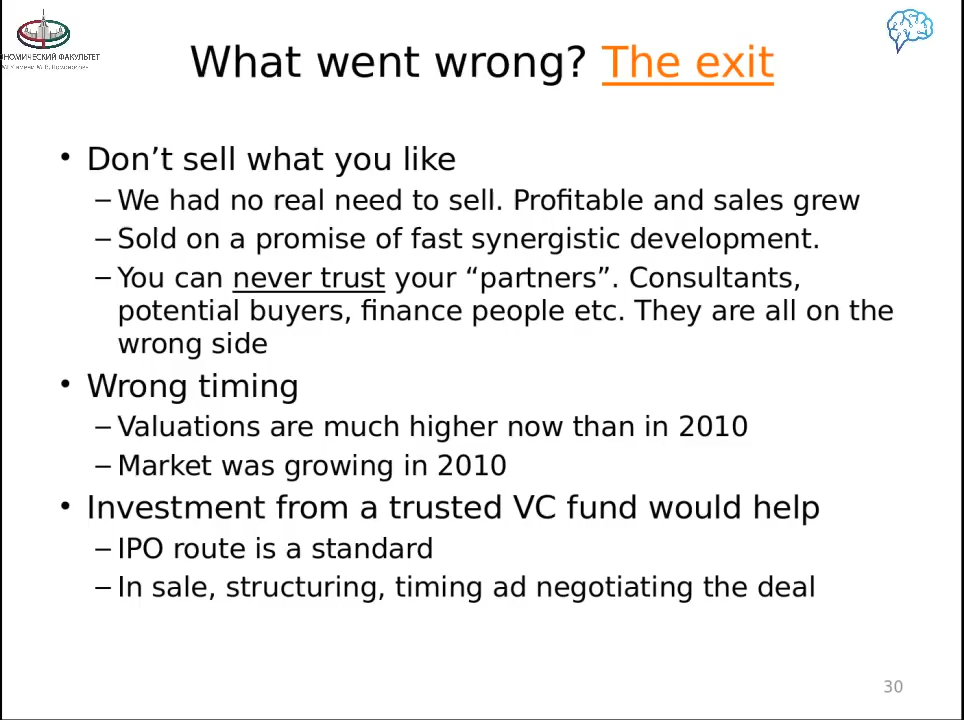 НОМИЧЕСКИЙ ФАКУЛЬТЕТ
What went wrong? The exit
• Don’t sell what you like
– We had no real need to sell. Profitable and sales grew
– Sold on a promise of fast synergistic development.
– You can never trust your “partners”. Consultants,
potential buyers, finance people etc. They are all on the
wrong side
• Wrong timing
– Valuations are much higher now than in 2010
– Market was growing in 2010
• Investment from a trusted VC fund would help
– IPO route is a standard
– In sale, structuring, timing ad negotiating the deal
30